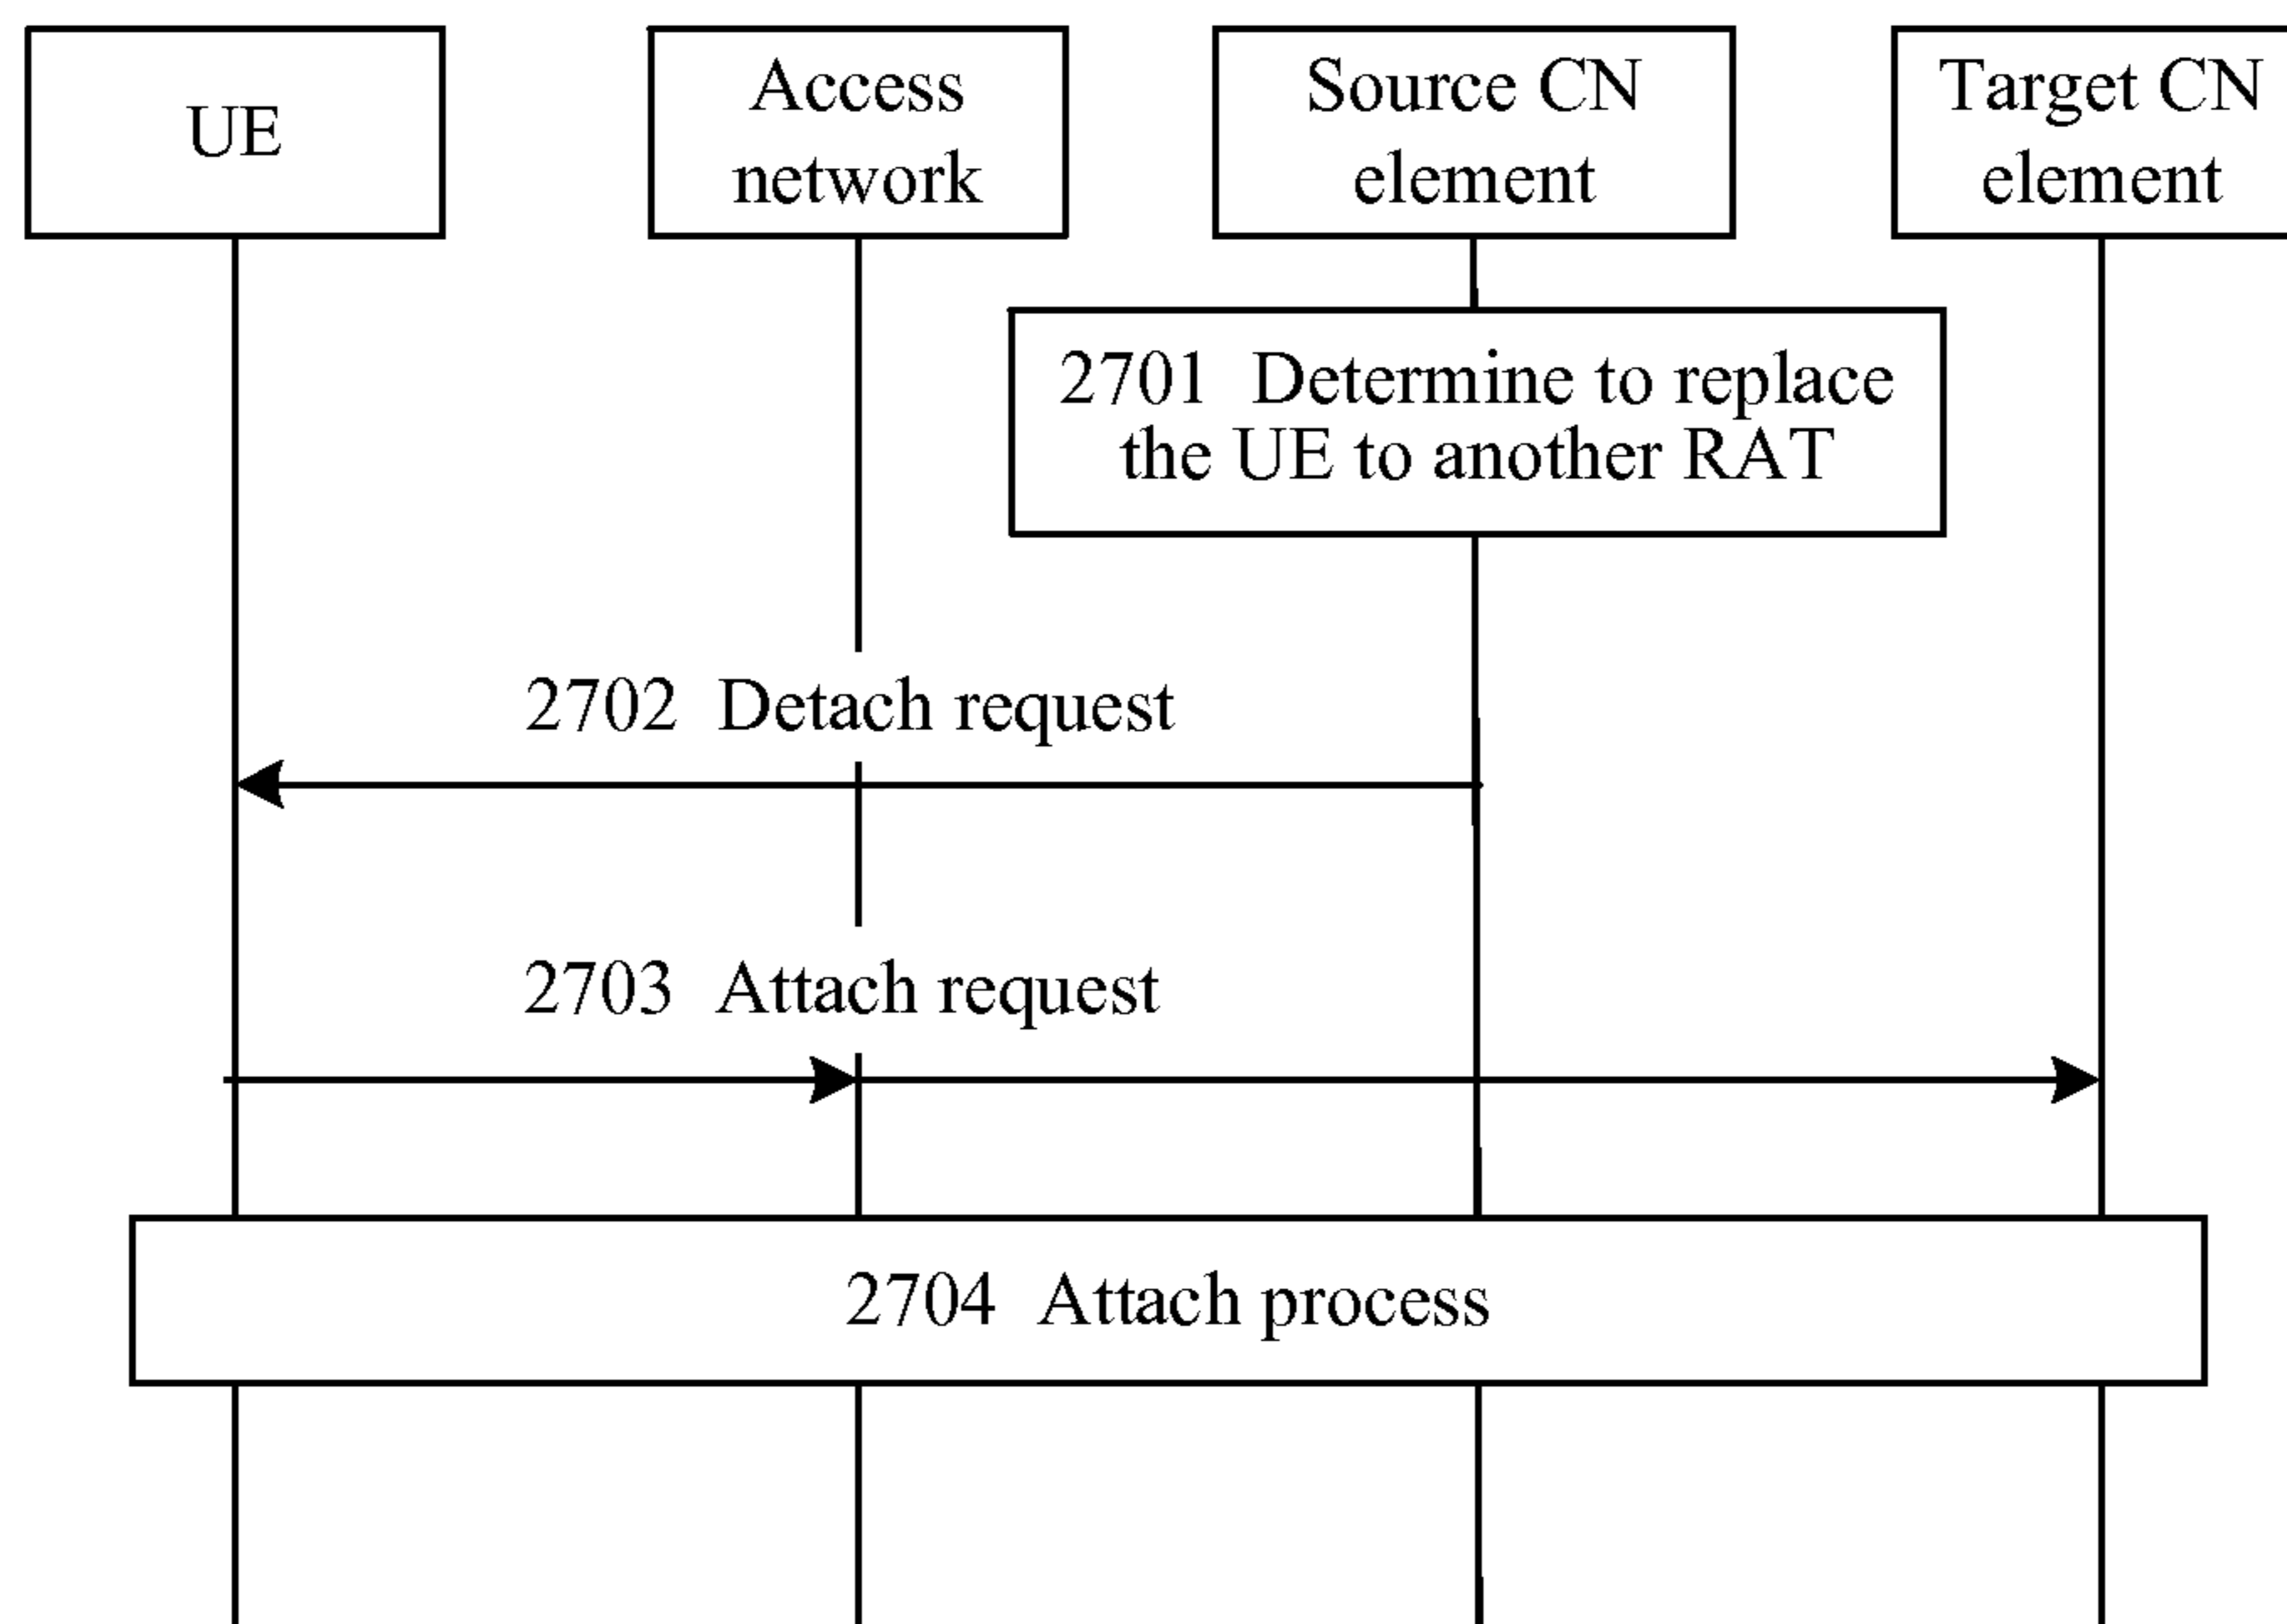 UE
Access
network
Source CN
element
Target CN
element
2701 Determine to replace
the UE to another RAT
2702 Detach request
2703 Attach request
2704 Attach process